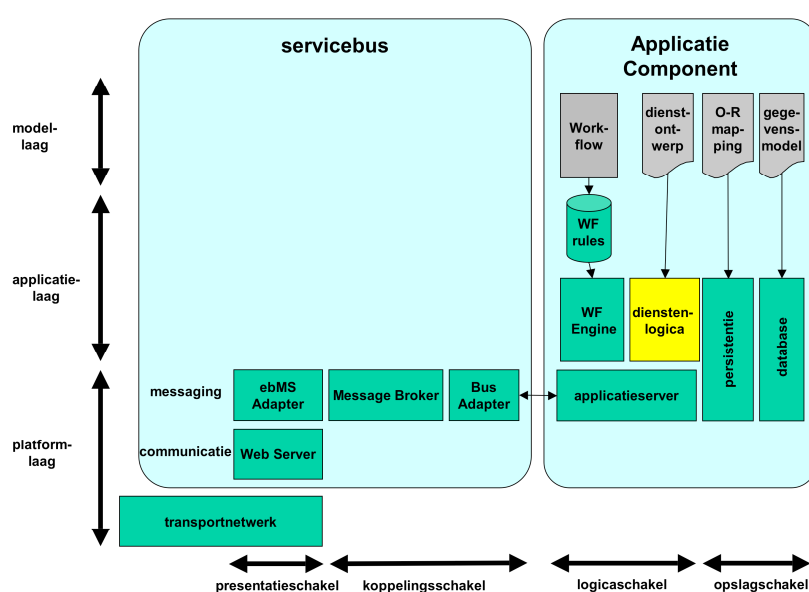 servicebus
Applicatie
Component
model-
laag
Work-
flow
dienst-
ont-
werp
O-R
map-
ping
gege-
vens-
model
WF
rules
applicatie-
laag
WF
Engine
diensten-
logica
persistentie
database
platform-
laag
messaging
ebMS
Adapter
Message Broker
Bus
Adapter
applicatieserver
communicatie
Web Server
transportnetwerk
presentatieschakel
koppelingsschakel
logicaschakel
opslagschakel